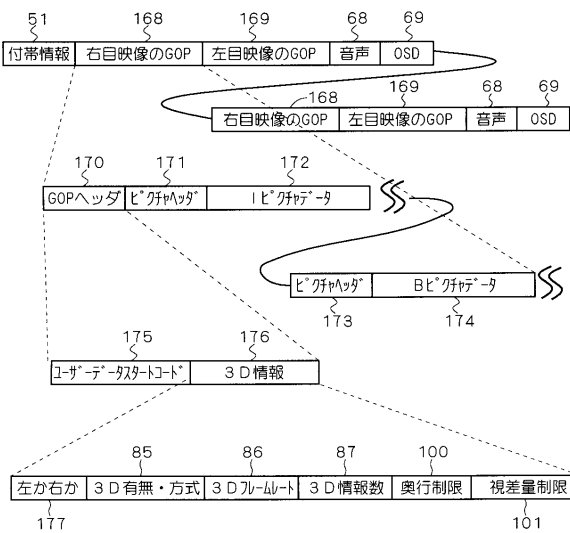 51 168 169 68 69
付帯情報 右目映像のGOP 左目映像のGOP 音声 OSD
168 169 68 69
右目映像のGOP 左目映像のGOP 音声 OSD
170 171 172
GOPヘッダ ﾋﾟｸﾁｬﾍｯﾀﾞ Iﾋﾟｸﾁｬﾃﾞｰﾀ
ﾋﾟｸﾁｬﾍｯﾀﾞ Bﾋﾟｸﾁｬﾃﾞｰﾀ
173 174
175 176
ﾕｰｻﾞｰﾃﾞｰﾀｽﾀｰﾄｺｰﾄﾞ 3D情報
85 86 87 100
左か右か 3D有無・方式 3Dﾌﾚｰﾑﾚｰﾄ 3D情報数 奥行制限 視差量制限
177 101